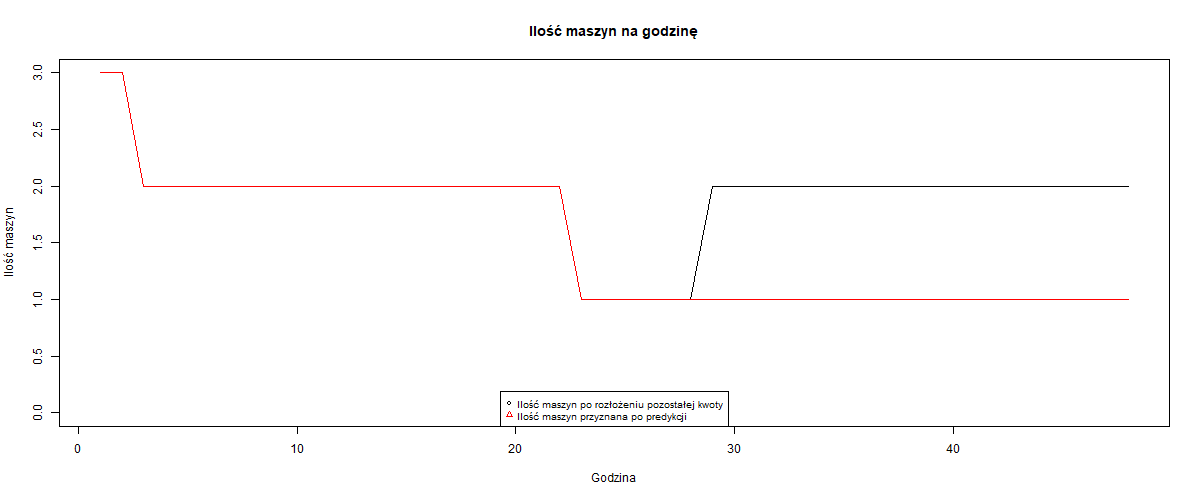 Ilość maszyn na godzinę
Ilość maszyn
3.0
2.5
2.0
1.5
1.0
0.5
0.0
Ilość maszyn po rozłożeniu pozostałej kwoty
Ilość maszyn przyznana po predykcji
0 10 20 30 40
Godzina